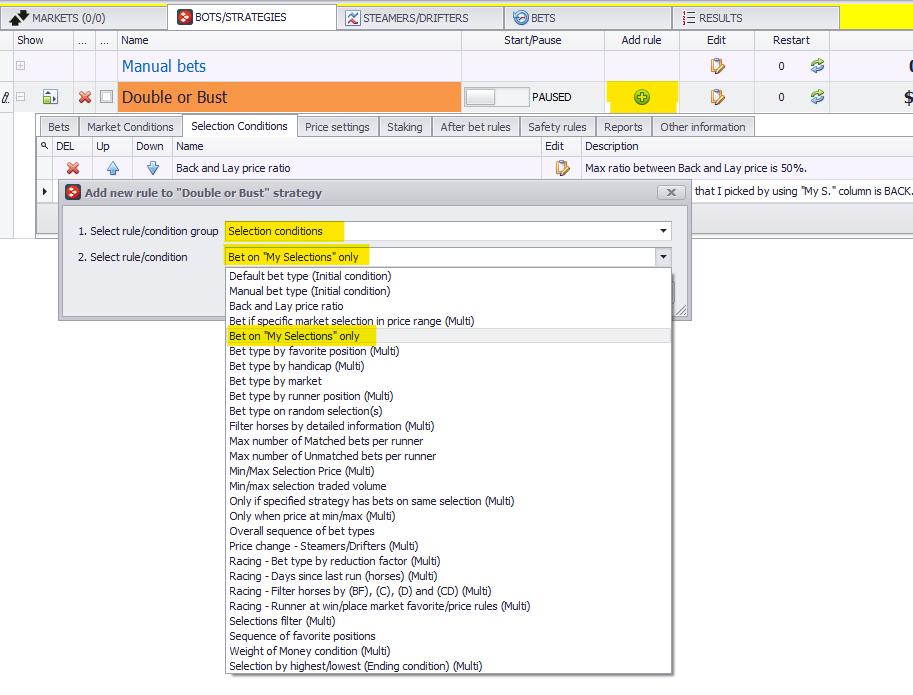 MARKETS (0/0) BOTS/STRATEGIES STEAMERS/DRIFTERS BETS RESULTS
Show ... ... Name Start/Pause Add rule Edit Restart
Manual bets 0
Double or Bust PAUSED 0 $
Bets Market Conditions Selection Conditions Price settings Staking After bet rules Safety rules Reports Other information
DEL Up Down Name Edit Description
Back and Lay price ratio Max ratio between Back and Lay price is 50%.
Add new rule to "Double or Bust" strategy that I picked by using "My S." column is BACK.
1. Select rule/condition group Selection conditions
2. Select rule/condition Bet on "My Selections" only
Default bet type (Initial condition)
Manual bet type (Initial condition)
Back and Lay price ratio
Bet if specific market selection in price range (Multi)
Bet on "My Selections" only
Bet type by favorite position (Multi)
Bet type by handicap (Multi)
Bet type by market
Bet type by runner position (Multi)
Bet type on random selection(s)
Filter horses by detailed information (Multi)
Max number of Matched bets per runner
Max number of Unmatched bets per runner
Min/Max Selection Price (Multi)
Min/max selection traded volume
Only if specified strategy has bets on same selection (Multi)
Only when price at min/max (Multi)
Overall sequence of bet types
Price change - Steamers/Drifters (Multi)
Racing - Bet type by reduction factor (Multi)
Racing - Days since last run (horses) (Multi)
Racing - Filter horses by (BF), (C), (D) and (CD) (Multi)
Racing - Runner at win/place market favorite/price rules (Multi)
Selections filter (Multi)
Sequence of favorite positions
Weight of Money condition (Multi)
Selection by highest/lowest (Ending condition) (Multi)